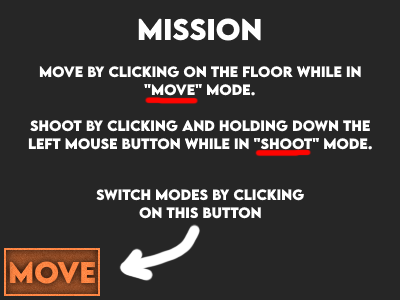 MISSION
MOVE BY CLICKING ON THE FLOOR WHILE IN
"MOVE" MODE.
SHOOT BY CLICKING AND HOLDING DOWN THE
LEFT MOUSE BUTTON WHILE IN "SHOOT" MODE.
SWITCH MODES BY CLICKING
ON THIS BUTTON
MOVE